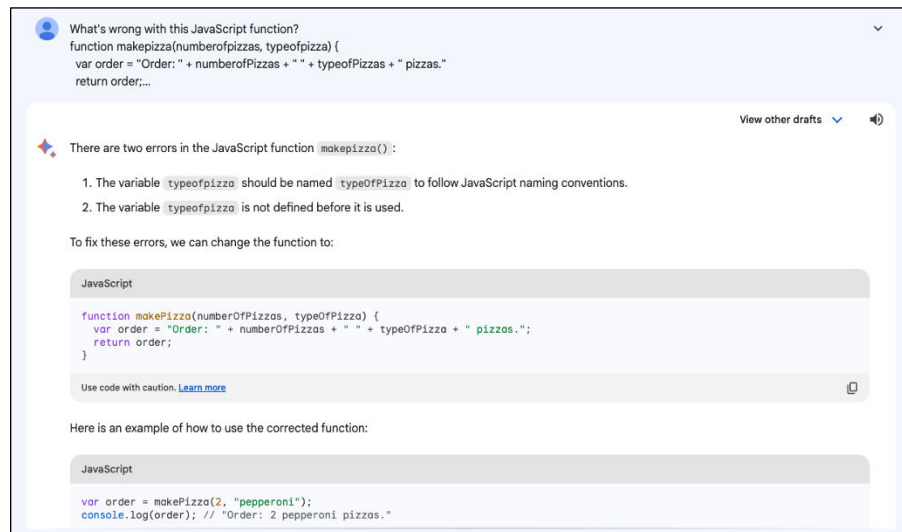 What's wrong with this JavaScript function?
function makepizza(numberofpizzas, typeofpizza) {
var order = "Order: " + numberofPizzas + " " + typeofPizzas + " pizzas."
return order;...
View other drafts
There are two errors in the JavaScript function makepizza() :
1. The variable typeofpizza should be named typeOfPizza to follow JavaScript naming conventions.
2. The variable typeofpizza is not defined before it is used.
To fix these errors, we can change the function to:
JavaScript
function makePizza(numberOfPizzas, typeOfPizza) {
var order = "Order: " + numberOfPizzas + " " + typeOfPizza + " pizzas.";
return order;
}
Use code with caution. Learn more
Here is an example of how to use the corrected function:
JavaScript
var order = makePizza(2, "pepperoni");
console.log(order); // "Order: 2 pepperoni pizzas."